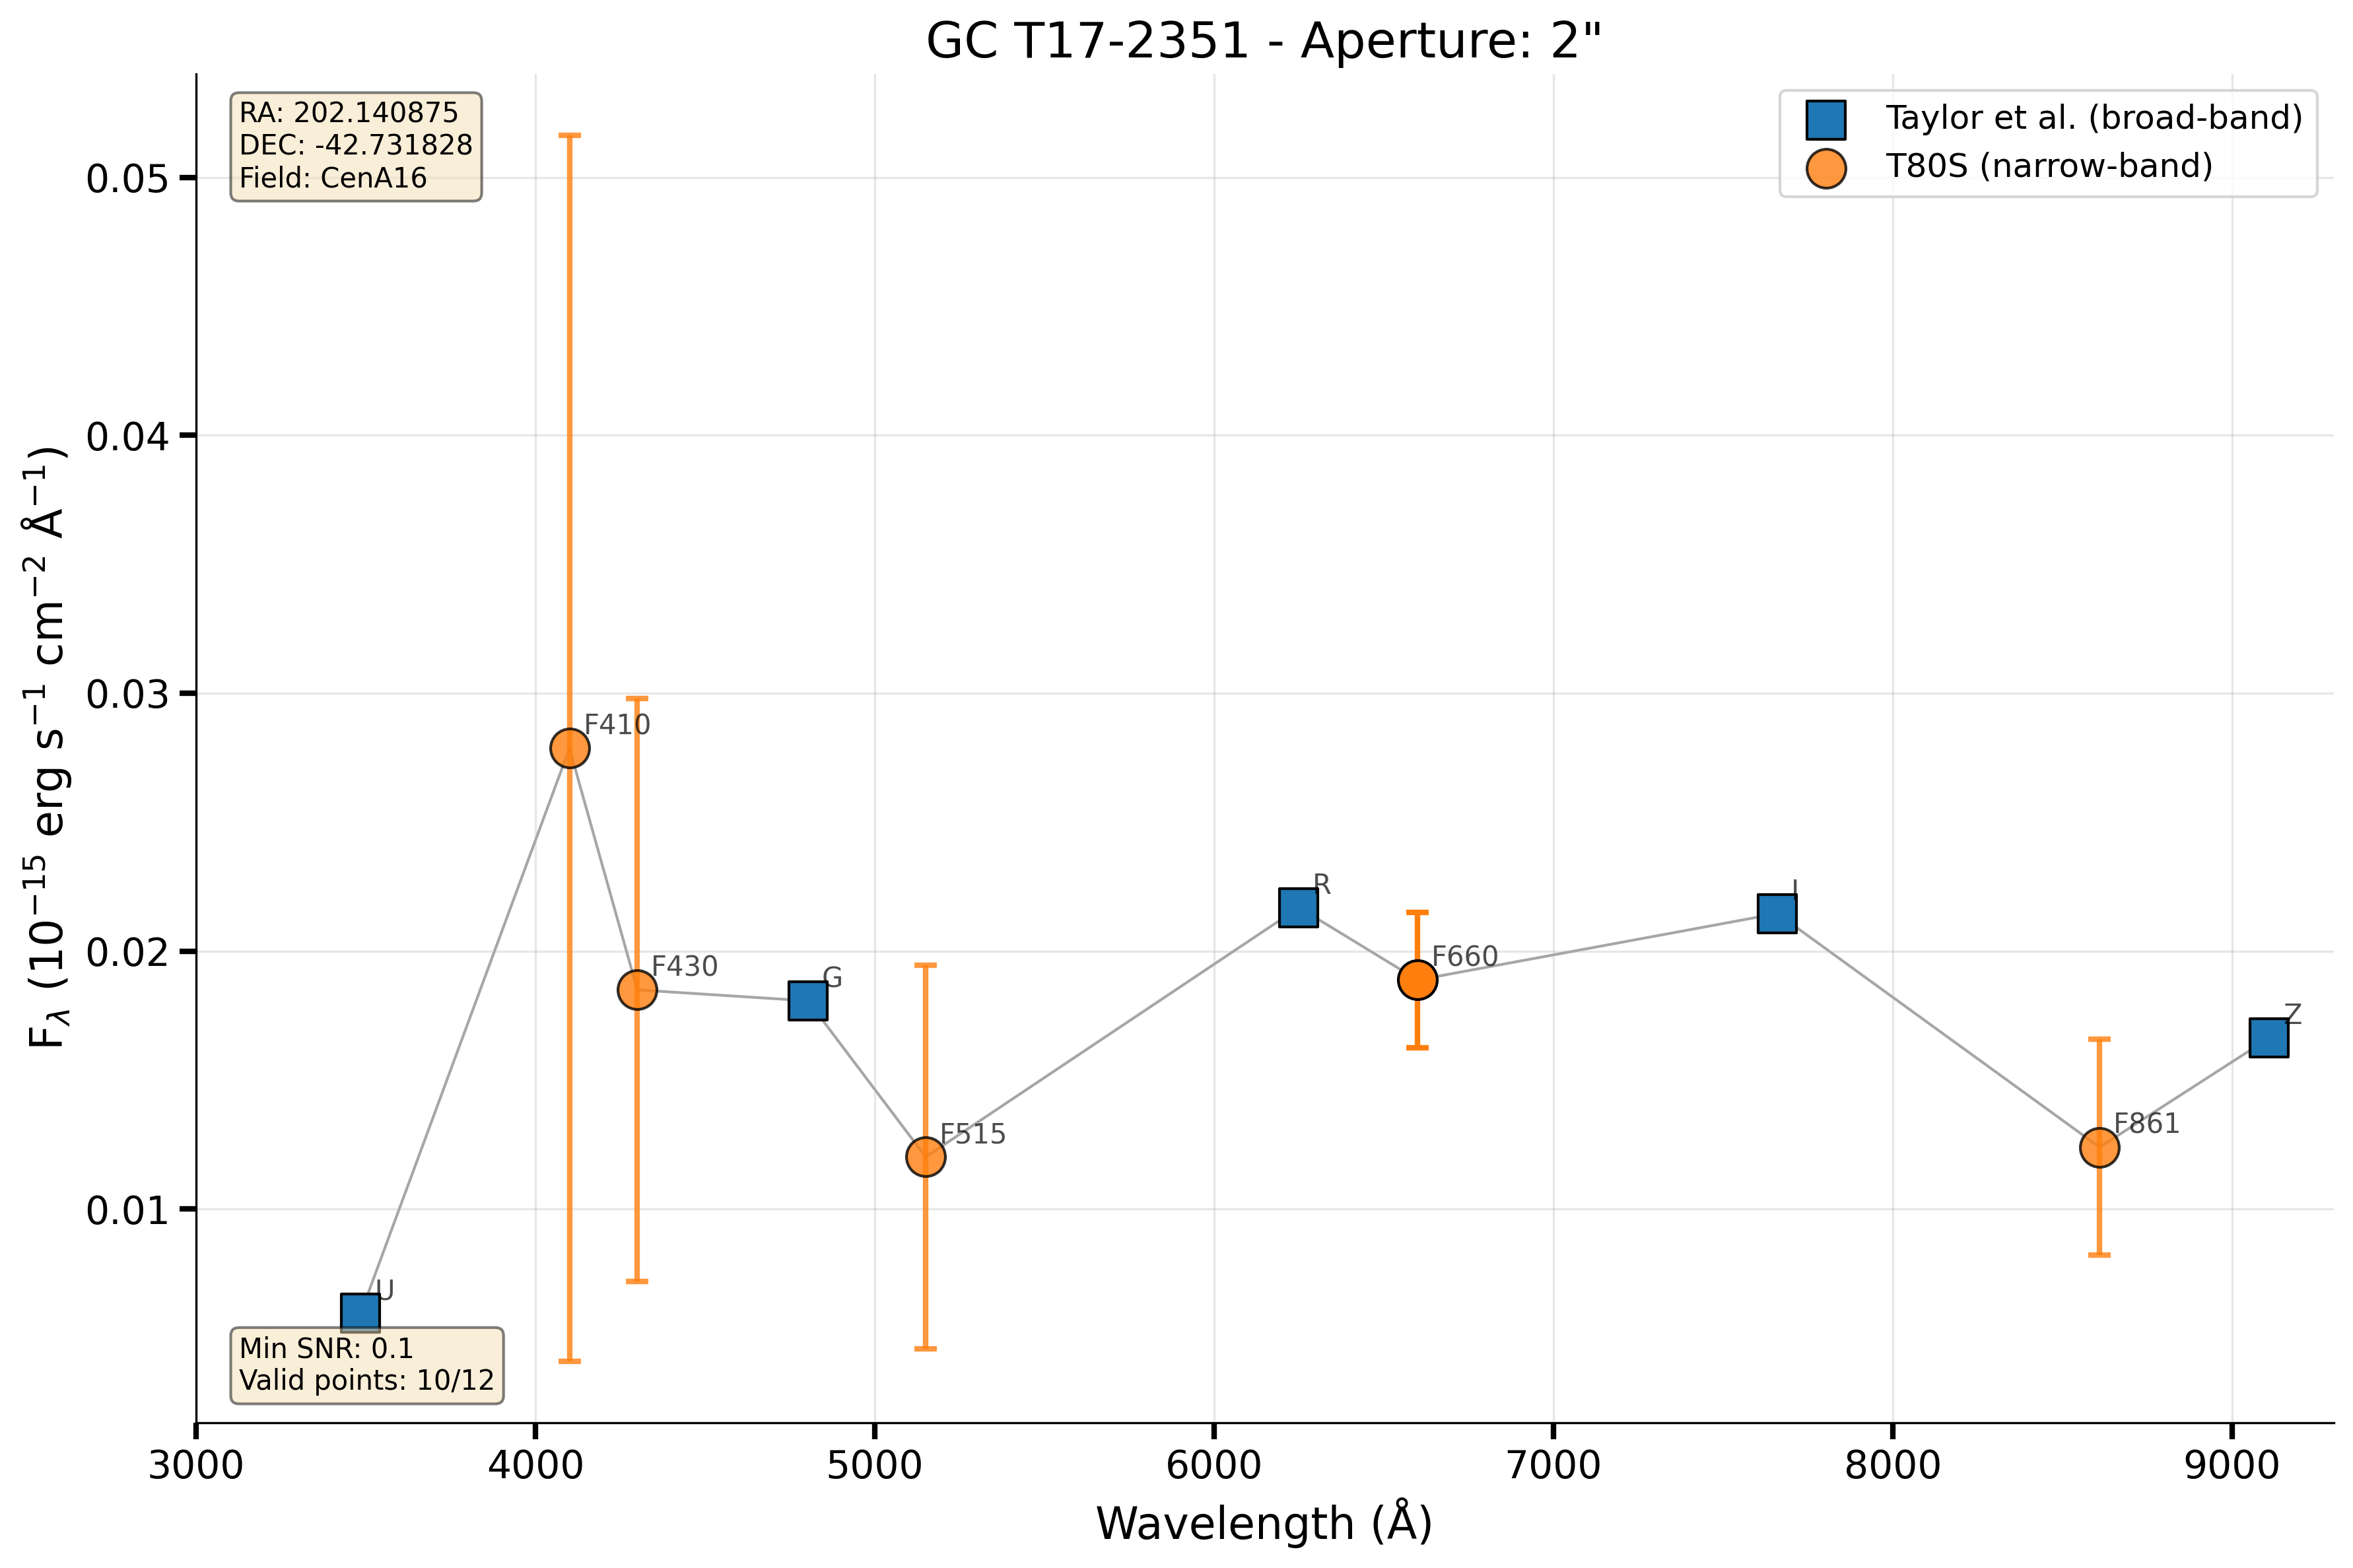 GC T17-2351 - Aperture: 2"
RA: 202.140875
DEC: -42.731828
Field: CenA16
Taylor et al. (broad-band)
T80S (narrow-band)
0.05
0.04
0.03
0.02
0.01
F_λ (10⁻¹⁵ erg s⁻¹ cm⁻² Å⁻¹)
F410
F430
G
F515
R
F660
I
F861
Z
U
Min SNR: 0.1
Valid points: 10/12
3000 4000 5000 6000 7000 8000 9000
Wavelength (Å)